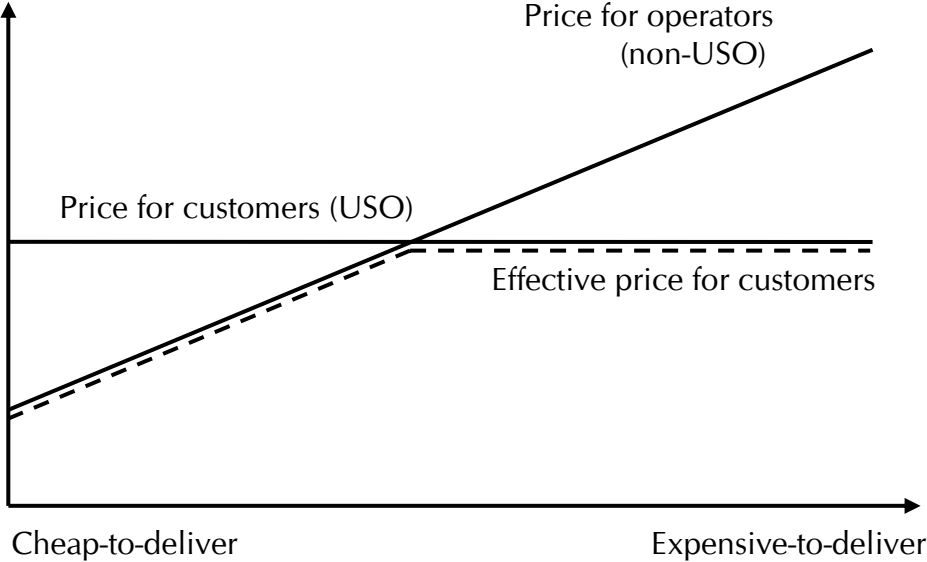 Price for operators
(non-USO)
Price for customers (USO)
Effective price for customers
Cheap-to-deliver
Expensive-to-deliver